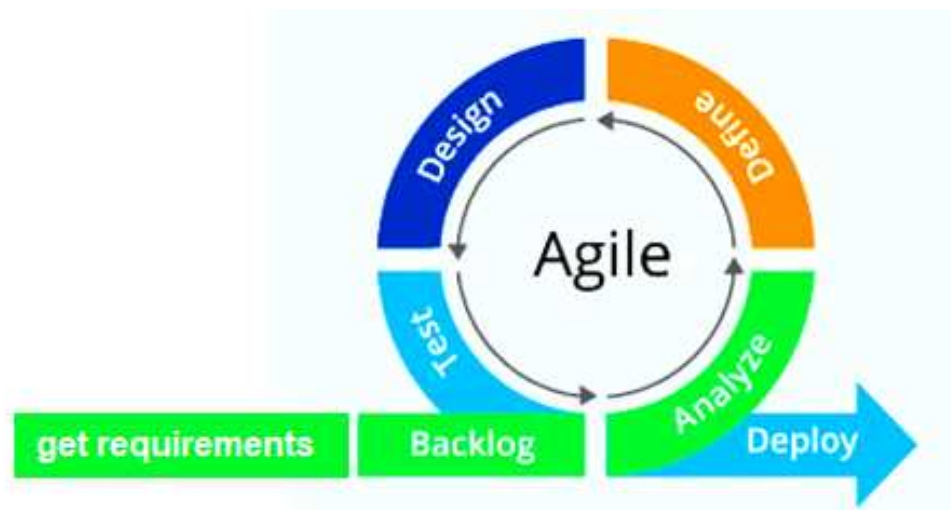 Design
Define
Agile
Test
Analyze
get requirements
Backlog
Deploy